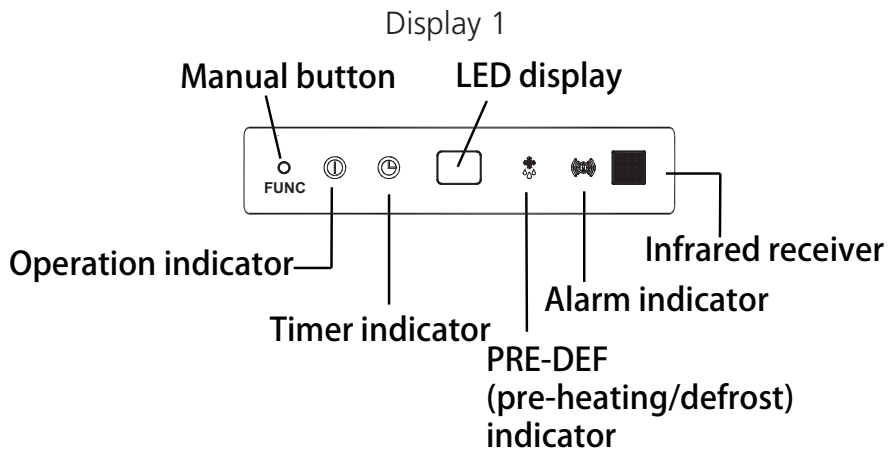 Display 1
Manual button
LED display
FUNC
Operation indicator
Infrared receiver
Alarm indicator
Timer indicator
PRE-DEF
(pre-heating/defrost)
indicator